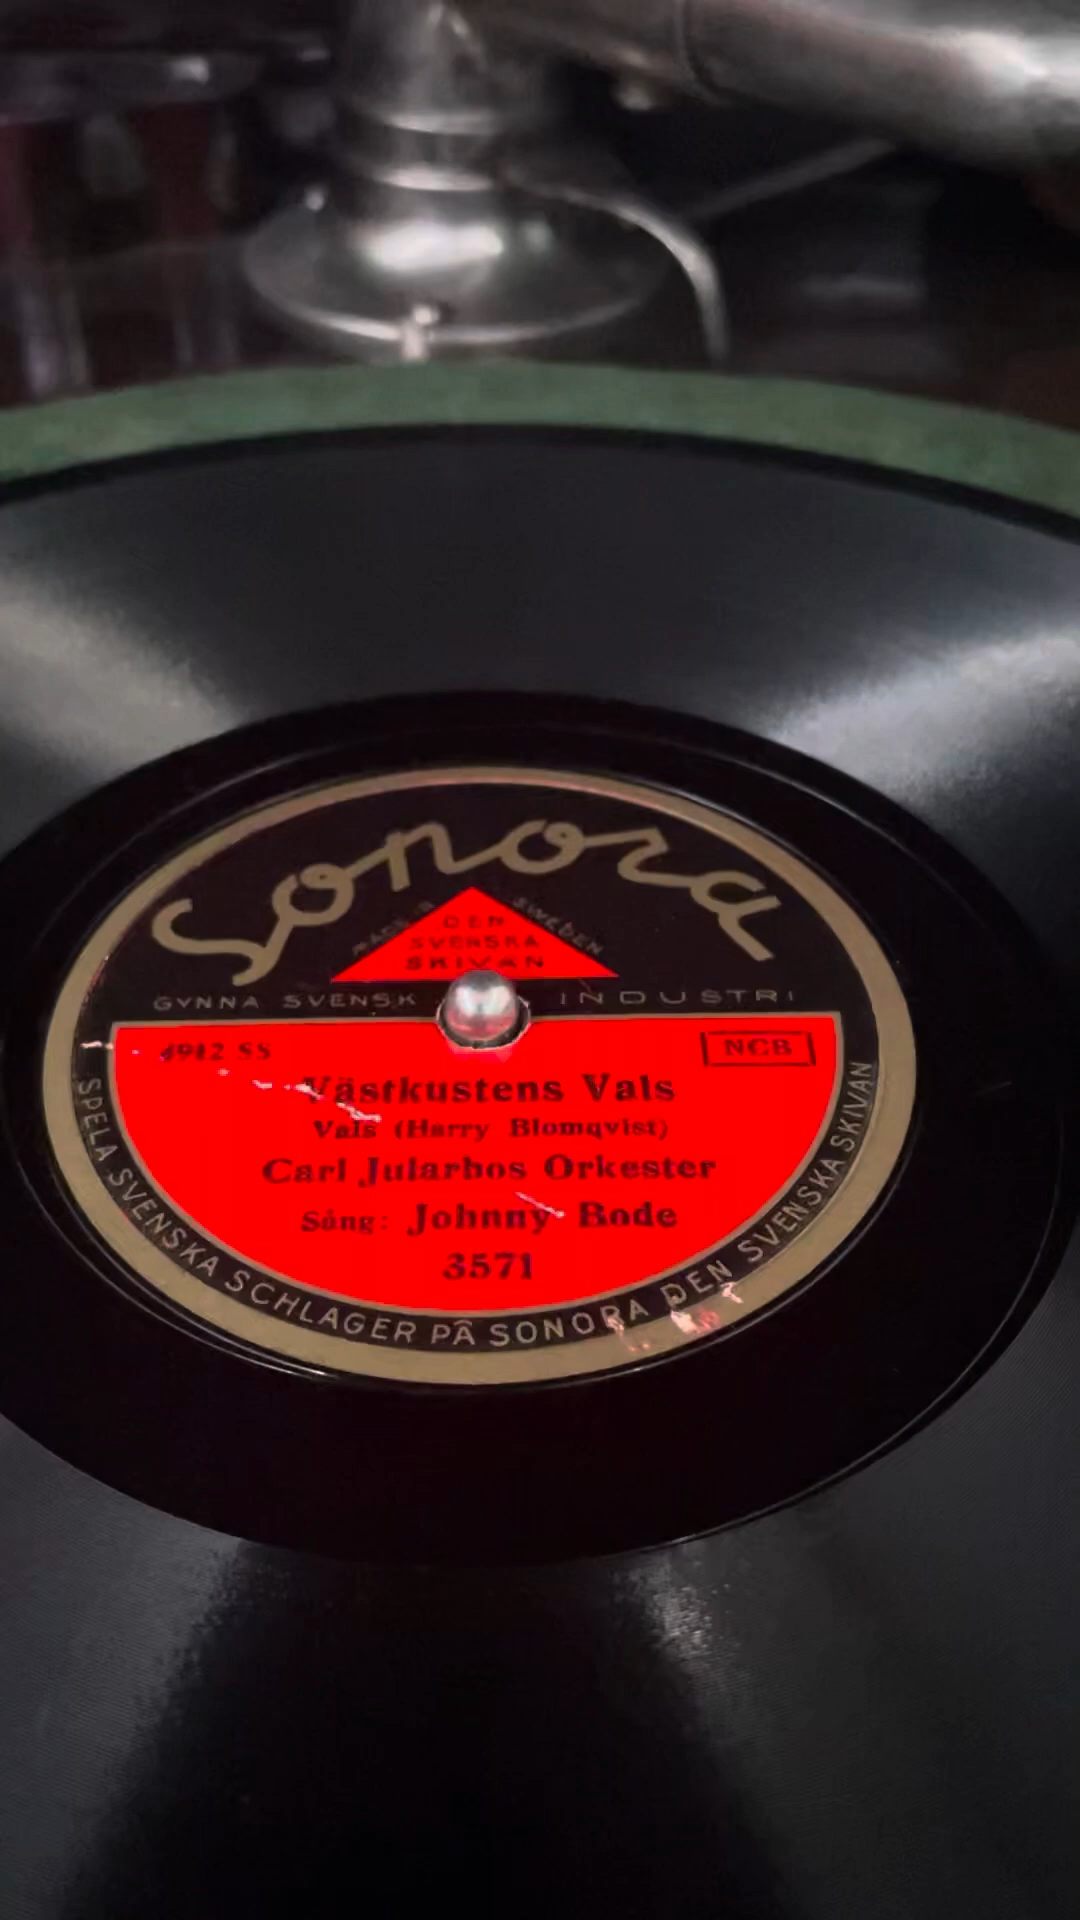 Sonora
MADE IN SWEDEN
DEN
SVENSKA
SKIVAN
GYNNA SVENSK INDUSTRI
4982 SS
NCB
Västkustens Vals
Vals (Harry Blomqvist)
Carl Jularbos Orkester
Sång: Johnny Bode
3571
SPELA SVENSKA SCHLAGER PÅ SONORA DEN SVENSKA SKIVAN